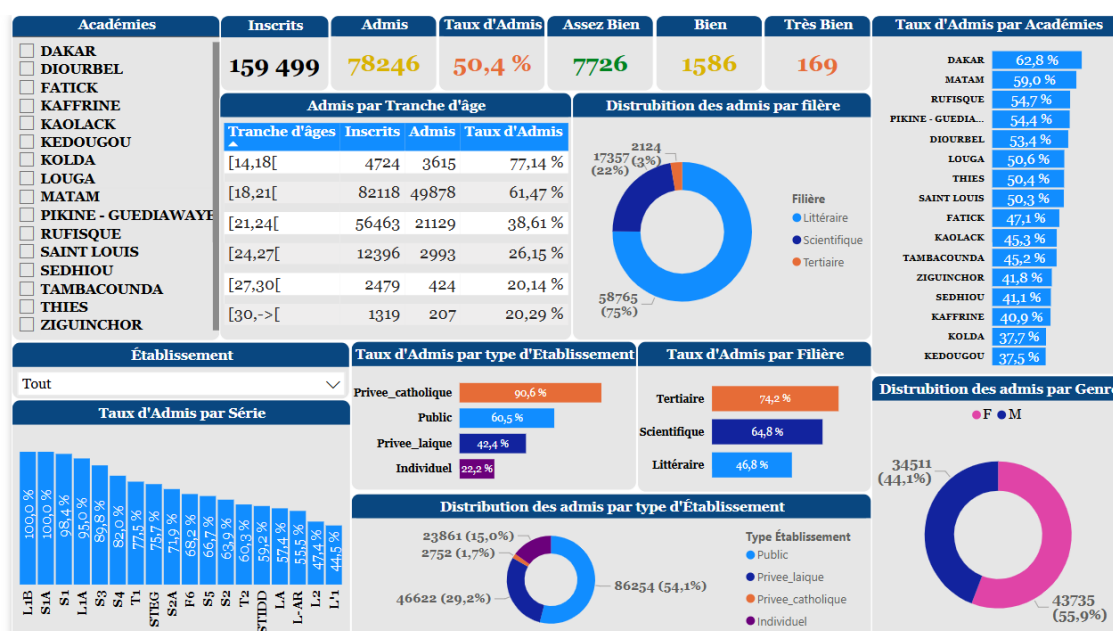 Académies
DAKAR
DIOURBEL
FATICK
KAFFRINE
KAOLACK
KEDOUGOU
KOLDA
LOUGA
MATAM
PIKINE - GUEDIAWAYE
RUFISQUE
SAINT LOUIS
SEDHIOU
TAMBACOUNDA
THIES
ZIGUINCHOR
Inscrits
159 499
Admis
78246
Taux d'Admis
50,4 %
Assez Bien
7726
Bien
1586
Très Bien
169
Admis par Tranche d'âge
Tranche d'âges Inscrits Admis Taux d'Admis
[14,18[ 4724 3615 77,14 %
[18,21[ 82118 49878 61,47 %
[21,24[ 56463 21129 38,61 %
[24,27[ 12396 2993 26,15 %
[27,30[ 2479 424 20,14 %
[30,->[ 1319 207 20,29 %
Distrubition des admis par filère
2124
(3%)
17357
(22%)
58765
(75%)
Filière
Littéraire
Scientifique
Tertiaire
Taux d'Admis par Académies
DAKAR 62,8 %
MATAM 59,0 %
RUFISQUE 54,7 %
PIKINE - GUEDIA... 54,4 %
DIOURBEL 53,4 %
LOUGA 50,6 %
THIES 50,4 %
SAINT LOUIS 50,3 %
FATICK 47,1 %
KAOLACK 45,3 %
TAMBACOUNDA 45,2 %
ZIGUINCHOR 41,8 %
SEDHIOU 41,1 %
KAFFRINE 40,9 %
KOLDA 37,7 %
KEDOUGOU 37,5 %
Établissement
Tout
Taux d'Admis par Série
100,0 %
100,0 %
98,4 %
95,0 %
89,8 %
82,0 %
77,5 %
75,7 %
71,9 %
68,2 %
66,7 %
63,9 %
60,3 %
59,2 %
57,4 %
55,5 %
47,4 %
44,5 %
L1B
S1A
S1
L1A
S3
S4
T1
STEG
S2A
F6
S5
S2
T2
STIDD
LA
L-AR
L2
L'1
Taux d'Admis par type d'Etablissement
Privee_catholique 90,6 %
Public 60,5 %
Privee_laique 42,4 %
Individuel 22,2 %
Taux d'Admis par Filière
Tertiaire 74,2 %
Scientifique 64,8 %
Littéraire 46,8 %
Distribution des admis par type d'Établissement
23861 (15,0%)
2752 (1,7%)
46622 (29,2%)
86254 (54,1%)
Type Établissement
Public
Privee_laique
Privee_catholique
Individuel
Distrubition des admis par Genre
F M
34511
(44,1%)
43735
(55,9%)